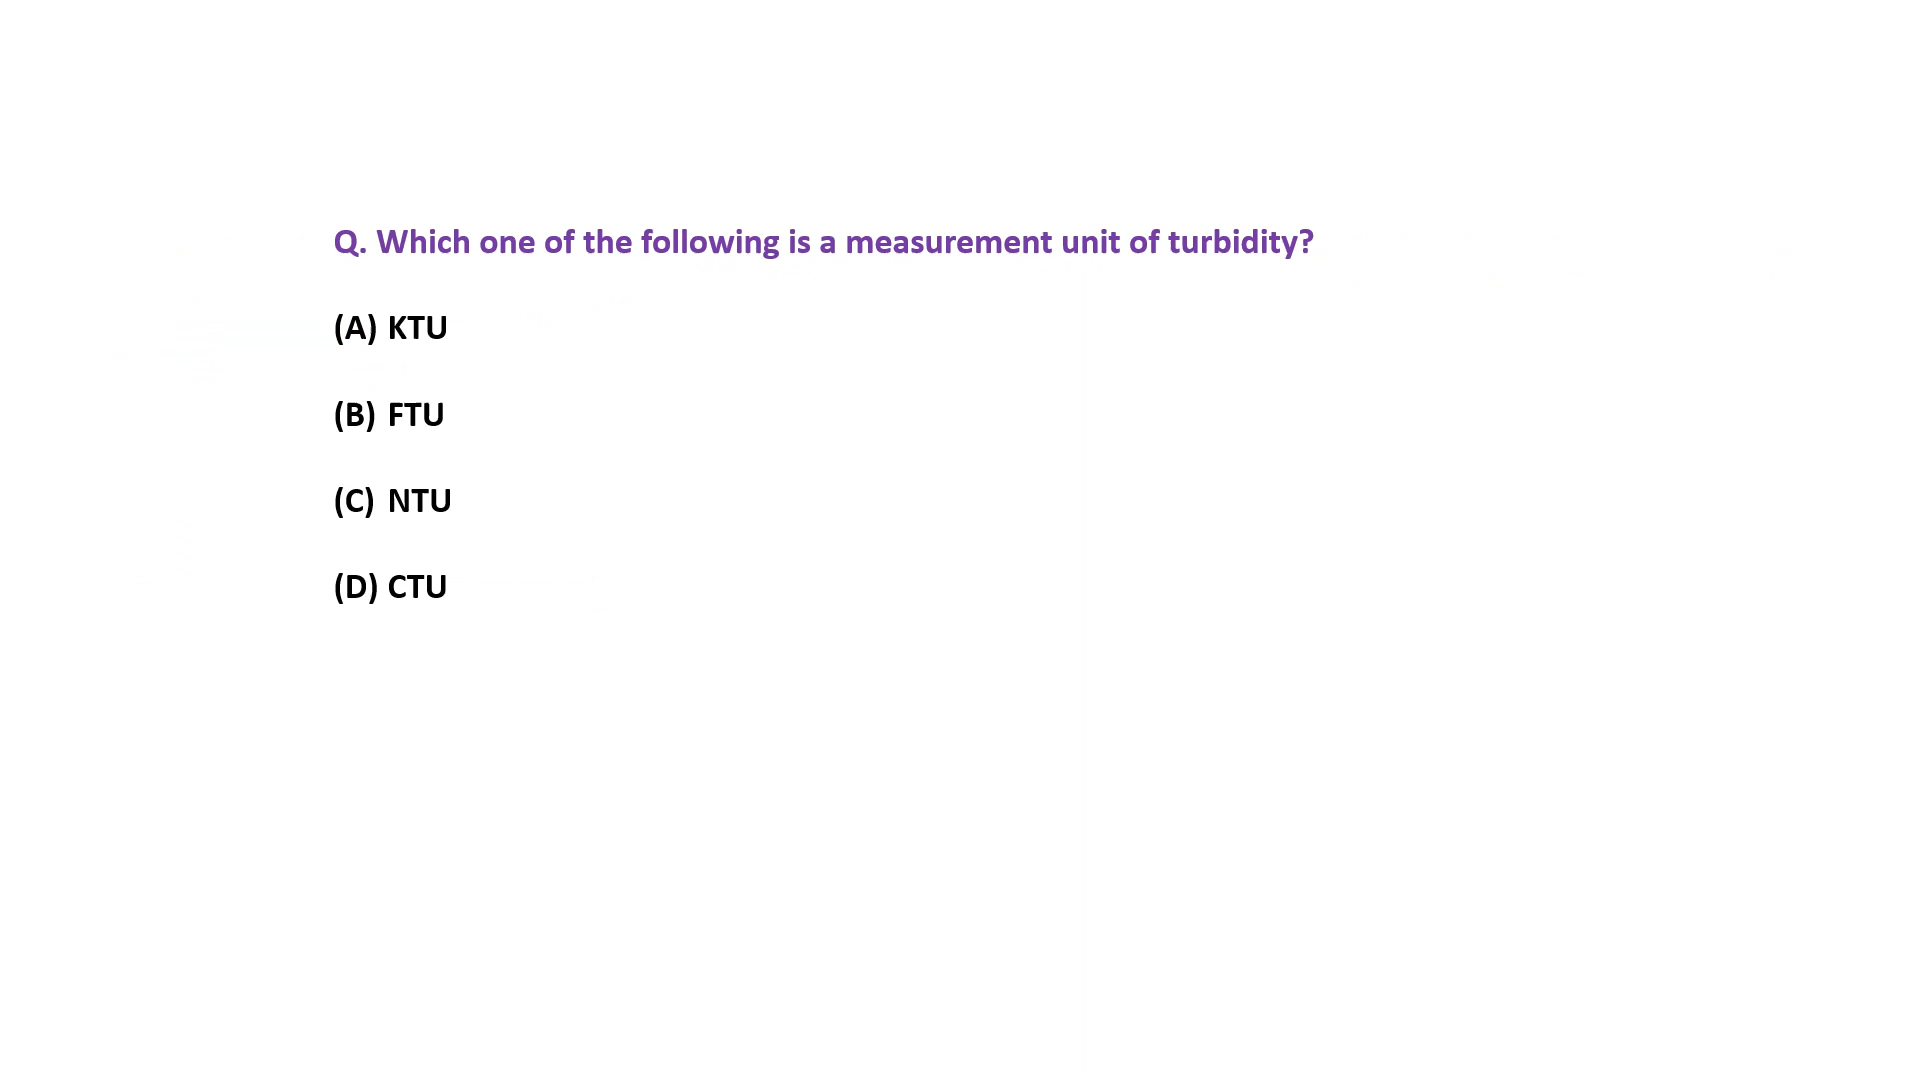 Q. Which one of the following is a measurement unit of turbidity?
(A) KTU
(B) FTU
(C) NTU
(D) CTU